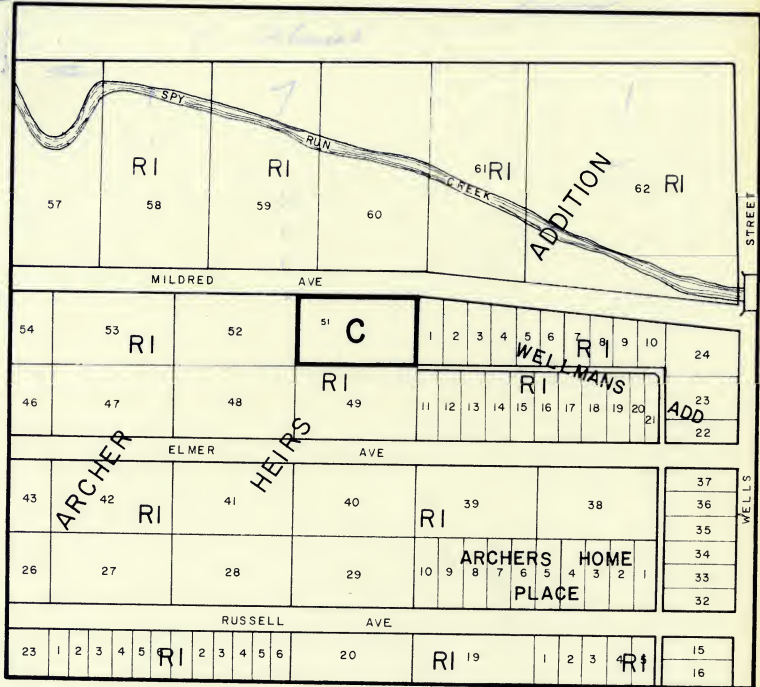 SPY RUN CREEK
ADDITION
STREET
RI RI 61 RI 62 RI
57 58 59 60
MILDRED AVE
54 53 RI 52 51 C 1 2 3 4 5 6 7 8 9 10 24
RI
WELLMANS
RI RI
46 47 48 49 11 12 13 14 15 16 17 18 19 20 21 23
ADD
22
ELMER AVE
ARCHER HEIRS
WELLS
43 42 RI 41 40 RI 39 38 37
36
35
ARCHERS HOME
34
26 27 28 29 10 9 8 7 6 5 4 3 2 1 33
PLACE
32
RUSSELL AVE
23 1 2 3 4 5 6 RI 2 3 4 5 6 20 RI 19 1 2 3 4 RI 5 15
16